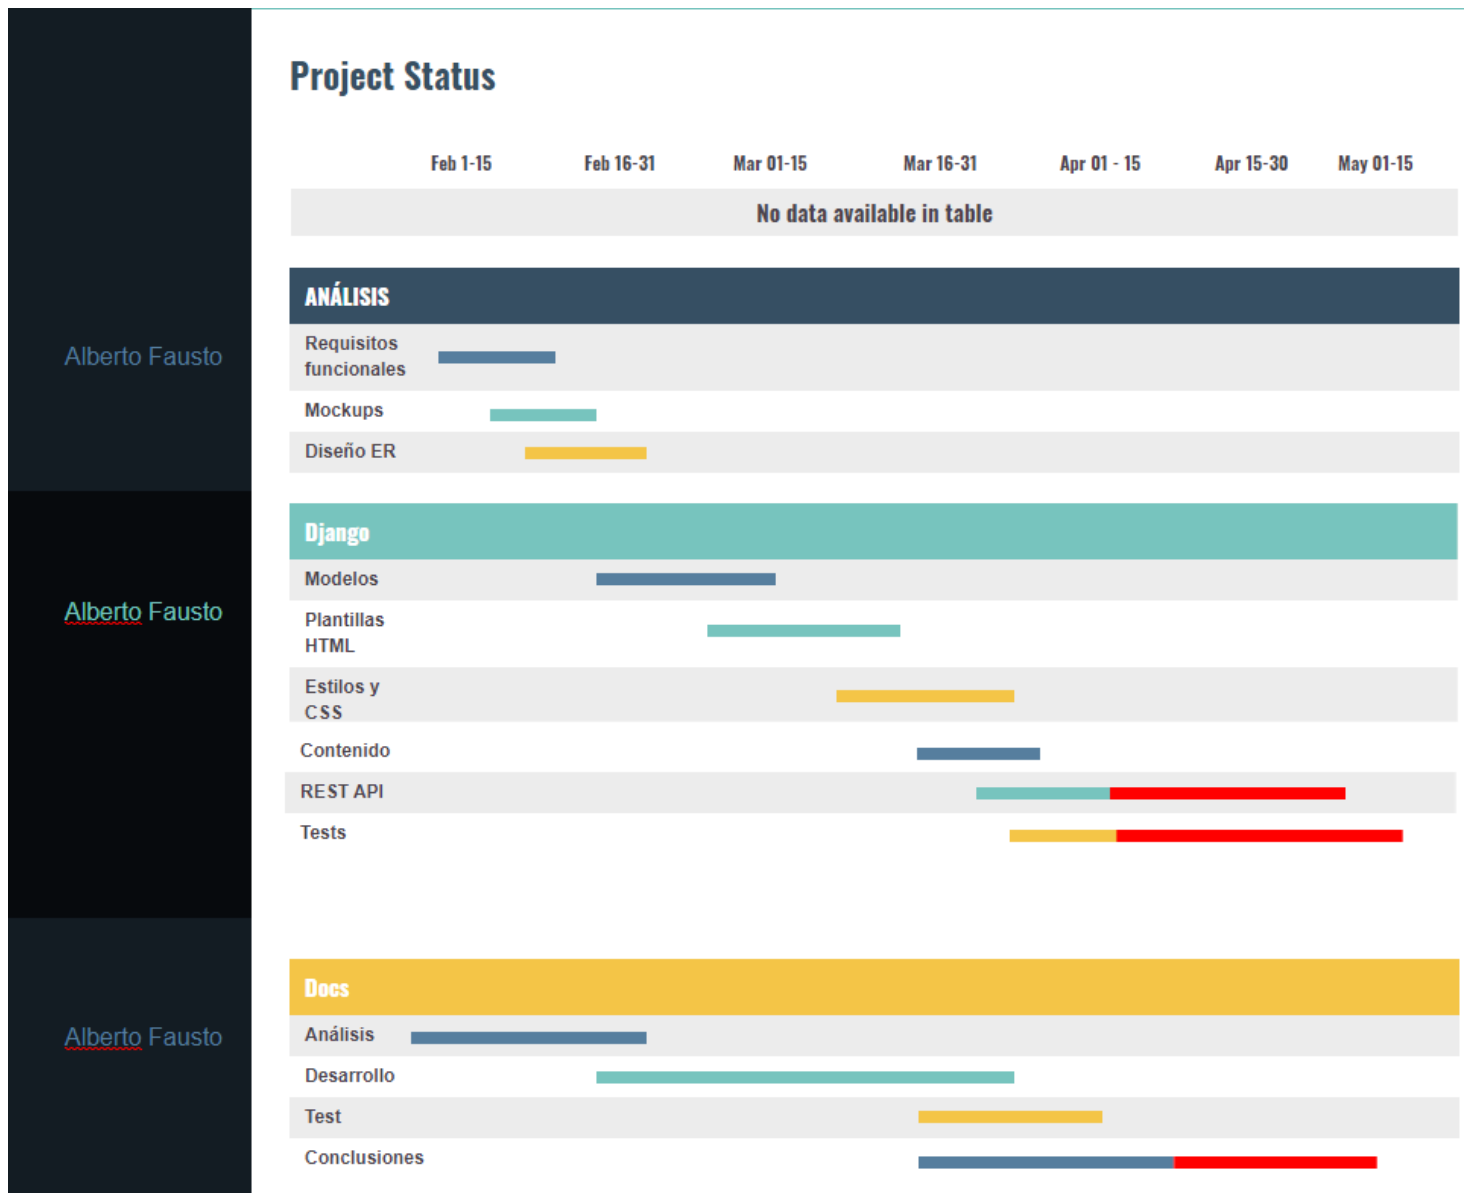 Project Status
Feb 1-15 Feb 16-31 Mar 01-15 Mar 16-31 Apr 01 - 15 Apr 15-30 May 01-15
No data available in table
ANÁLISIS
Alberto Fausto
Requisitos
funcionales
Mockups
Diseño ER
Django
Alberto Fausto
Modelos
Plantillas
HTML
Estilos y
CSS
Contenido
REST API
Tests
Docs
Alberto Fausto
Análisis
Desarrollo
Test
Conclusiones